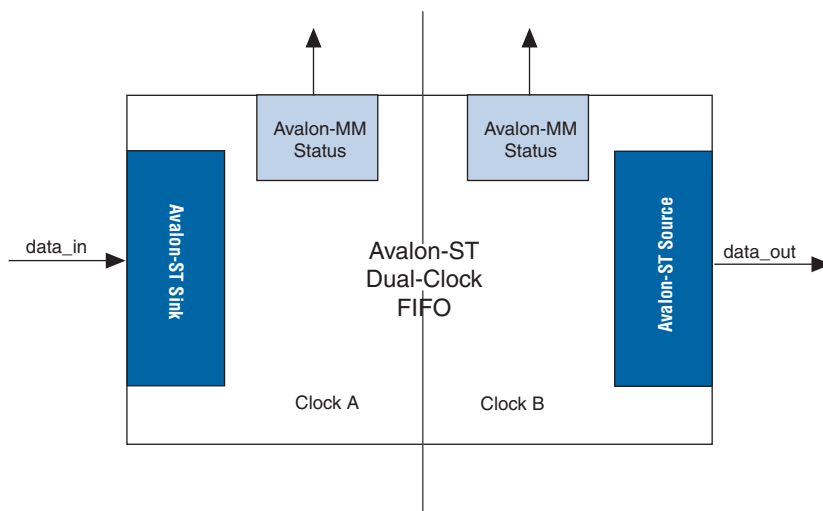 Avalon-MM
Status
Avalon-MM
Status
data_in
Avalon-ST Sink
Avalon-ST
Dual-Clock
FIFO
Avalon-ST Source
data_out
Clock A
Clock B